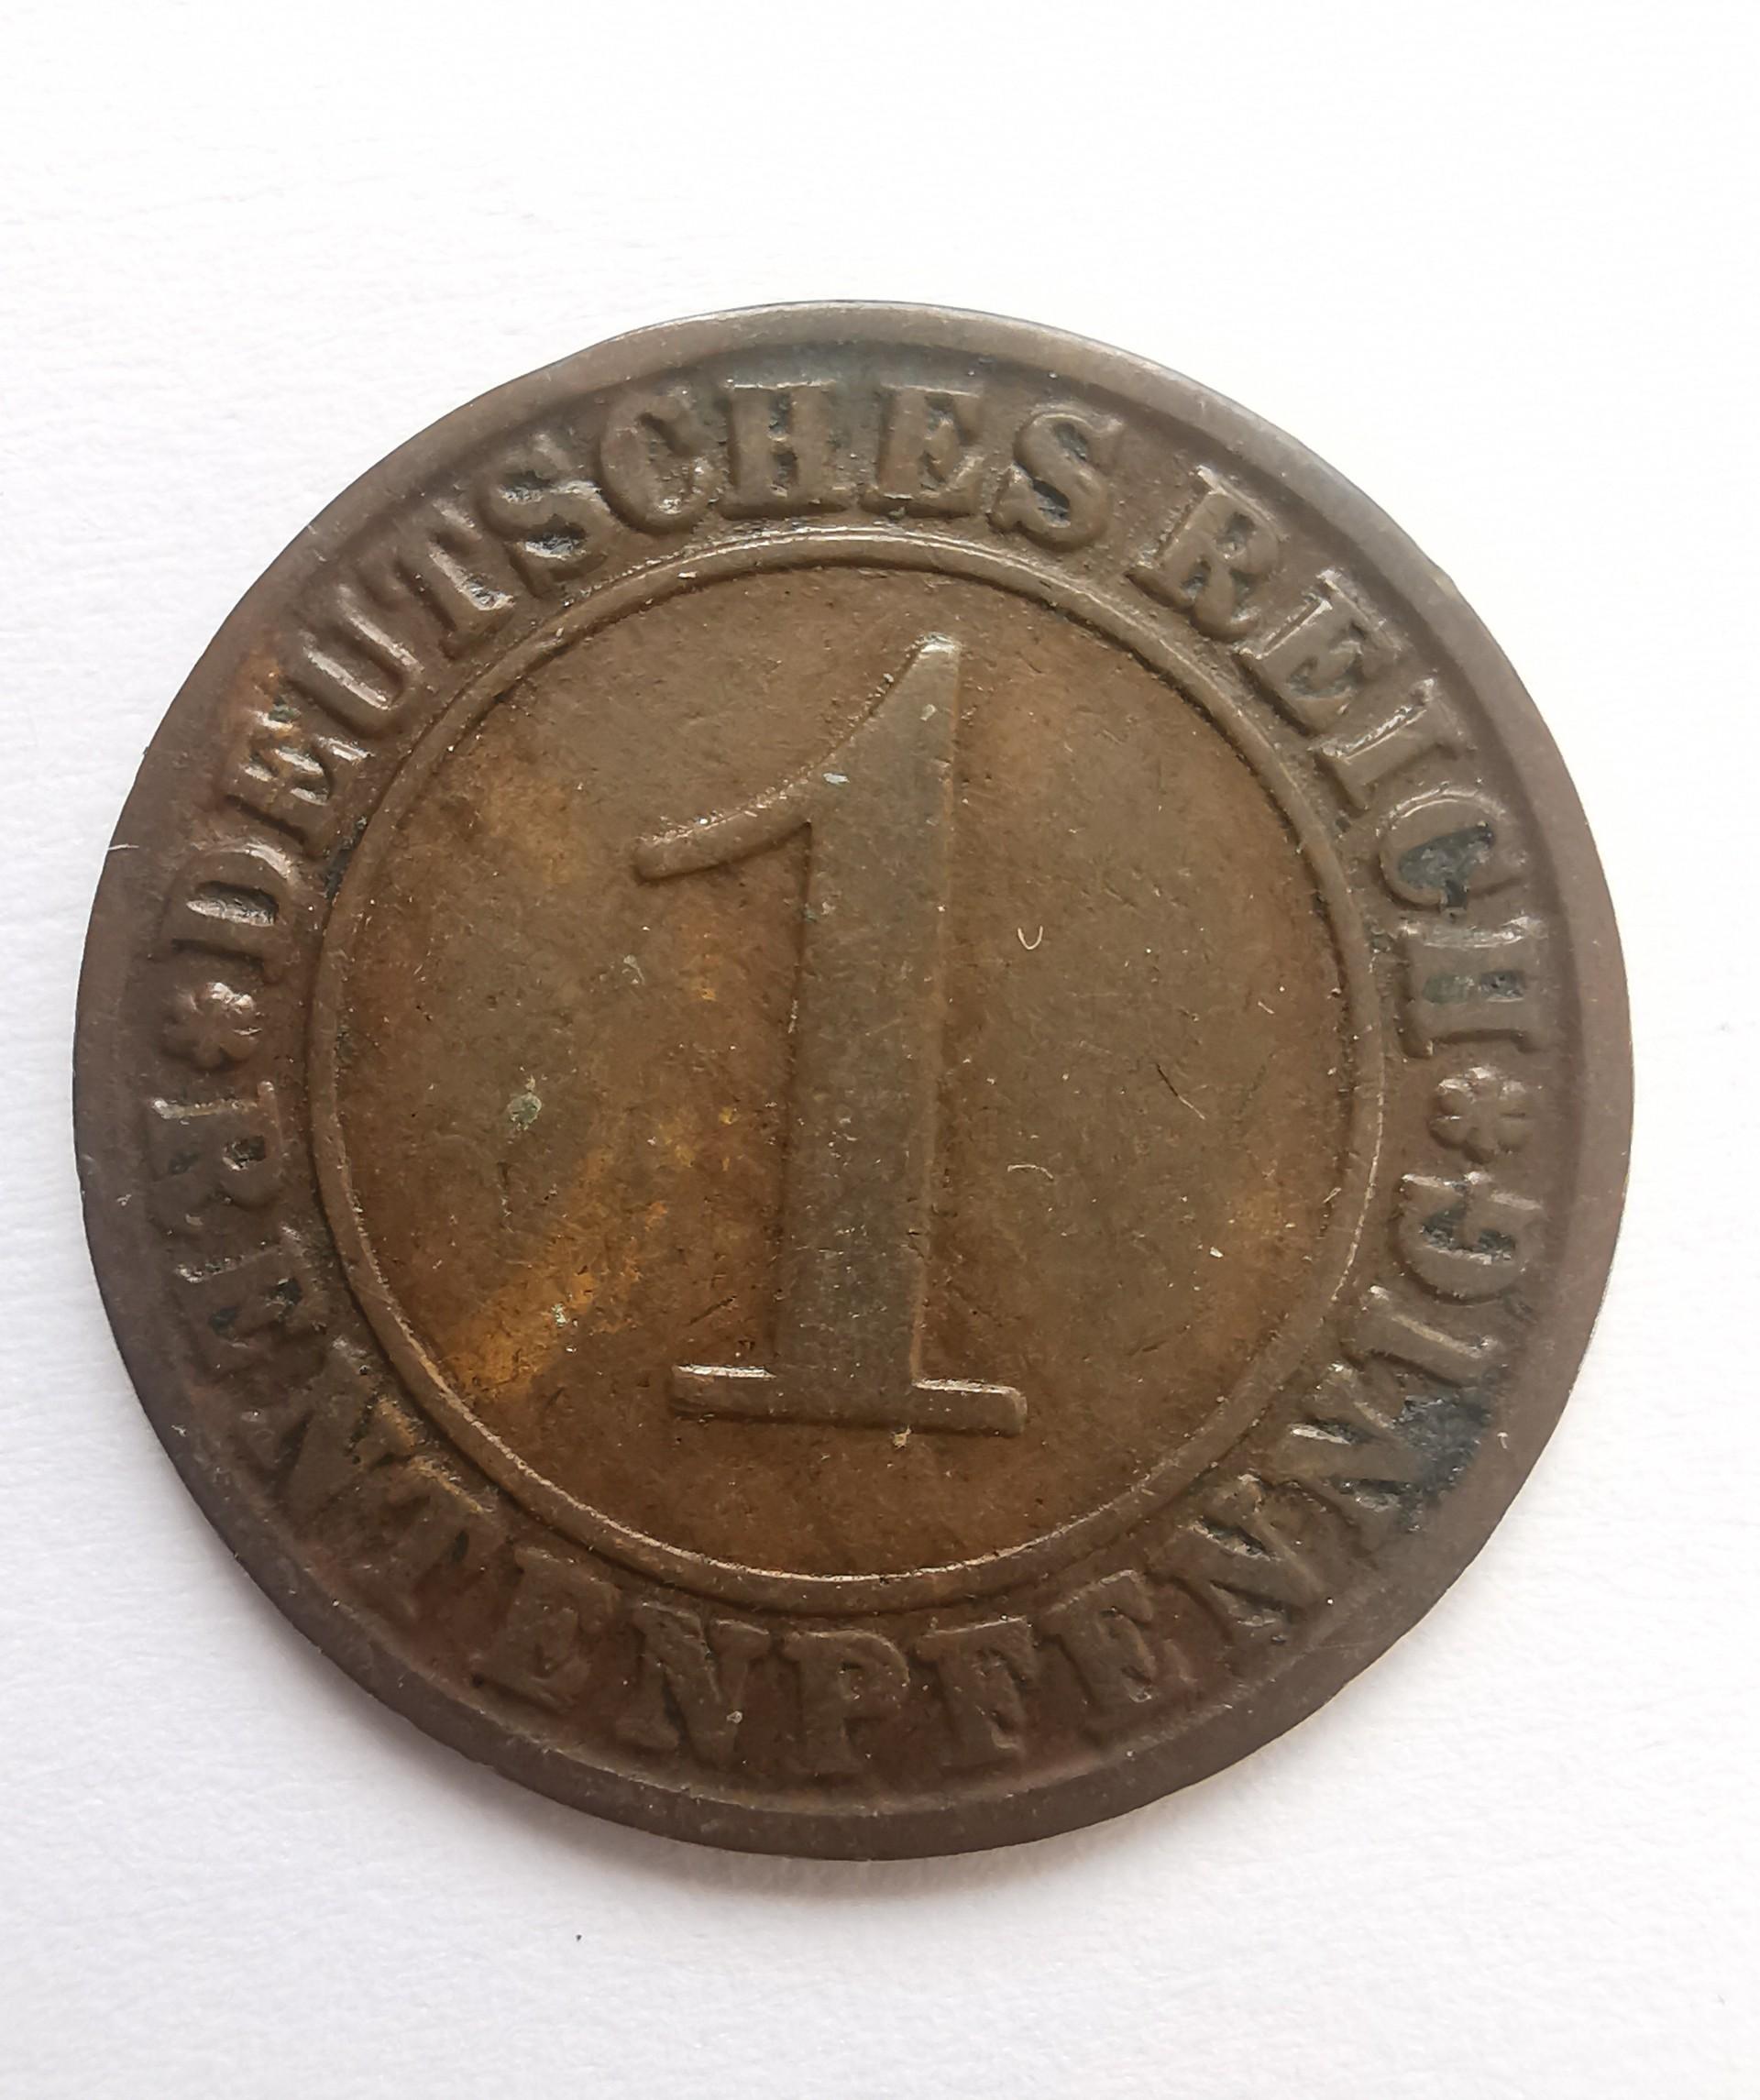 DEUTSCHES REICH
1
RENTENPFENNIG